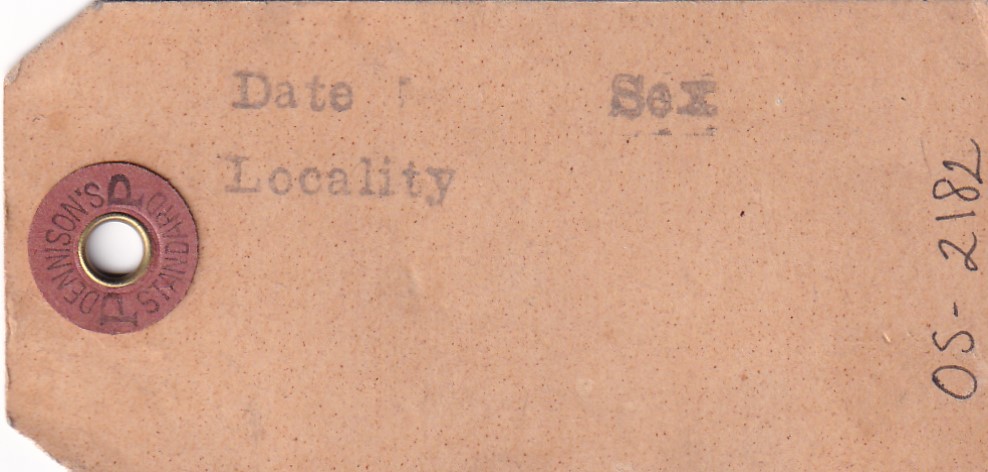 Date Sex
Locality
DENNISON'S
STANDARD
P
P
OS- 2182